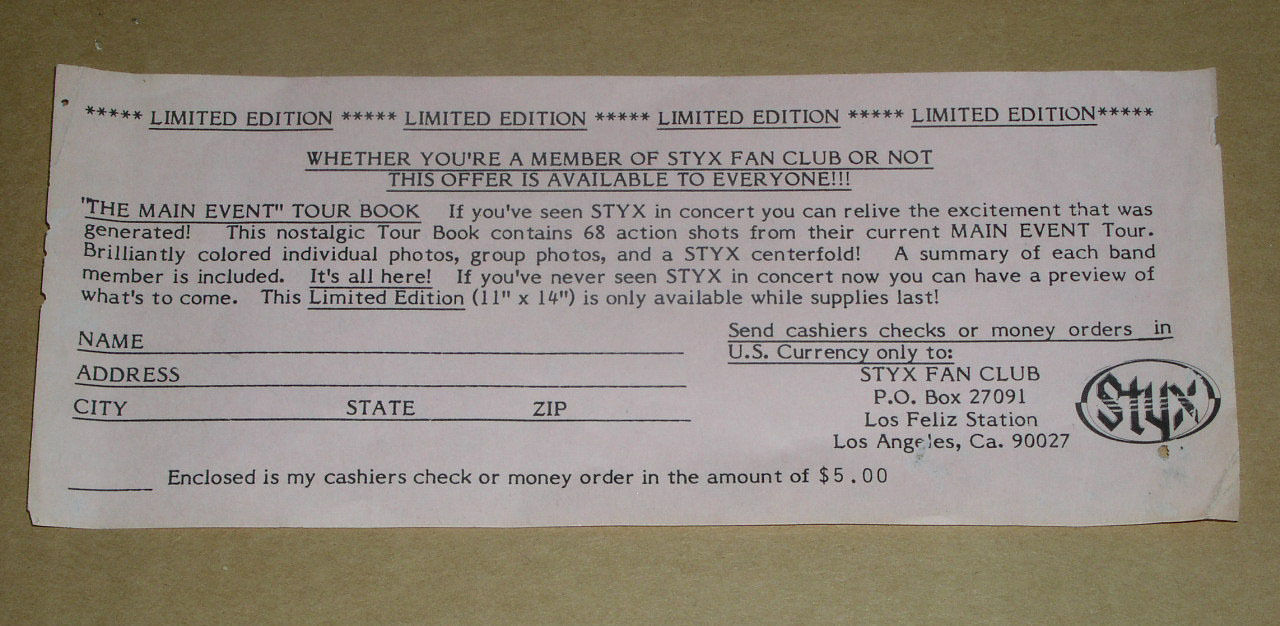 ***** LIMITED EDITION ***** LIMITED EDITION ***** LIMITED EDITION ***** LIMITED EDITION*****
WHETHER YOU'RE A MEMBER OF STYX FAN CLUB OR NOT
THIS OFFER IS AVAILABLE TO EVERYONE!!!
"THE MAIN EVENT" TOUR BOOK If you've seen STYX in concert you can relive the excitement that was
generated! This nostalgic Tour Book contains 68 action shots from their current MAIN EVENT Tour.
Brilliantly colored individual photos, group photos, and a STYX centerfold! A summary of each band
member is included. It's all here! If you've never seen STYX in concert now you can have a preview of
what's to come. This Limited Edition (11" x 14") is only available while supplies last!
NAME
ADDRESS
CITY STATE ZIP
Send cashiers checks or money orders in
U.S. Currency only to:
STYX FAN CLUB
P.O. Box 27091
Los Feliz Station
Los Angeles, Ca. 90027
Styx
Enclosed is my cashiers check or money order in the amount of $5.00